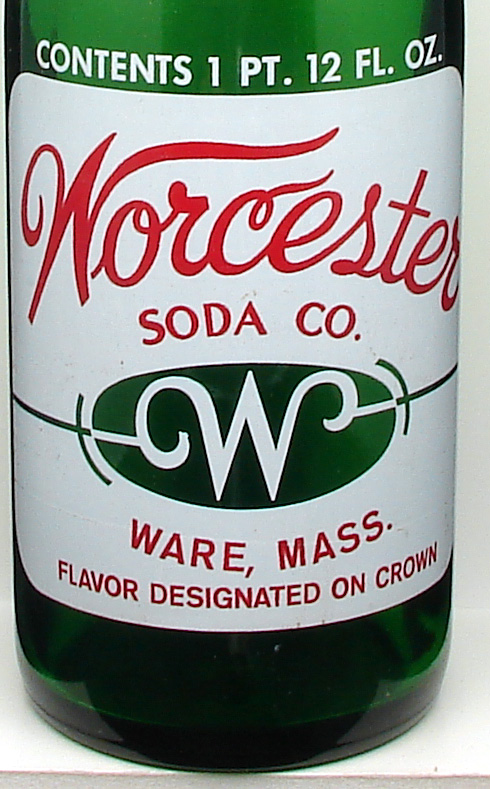 CONTENTS 1 PT. 12 FL. OZ.
Worcester
SODA CO.
W
WARE, MASS.
FLAVOR DESIGNATED ON CROWN